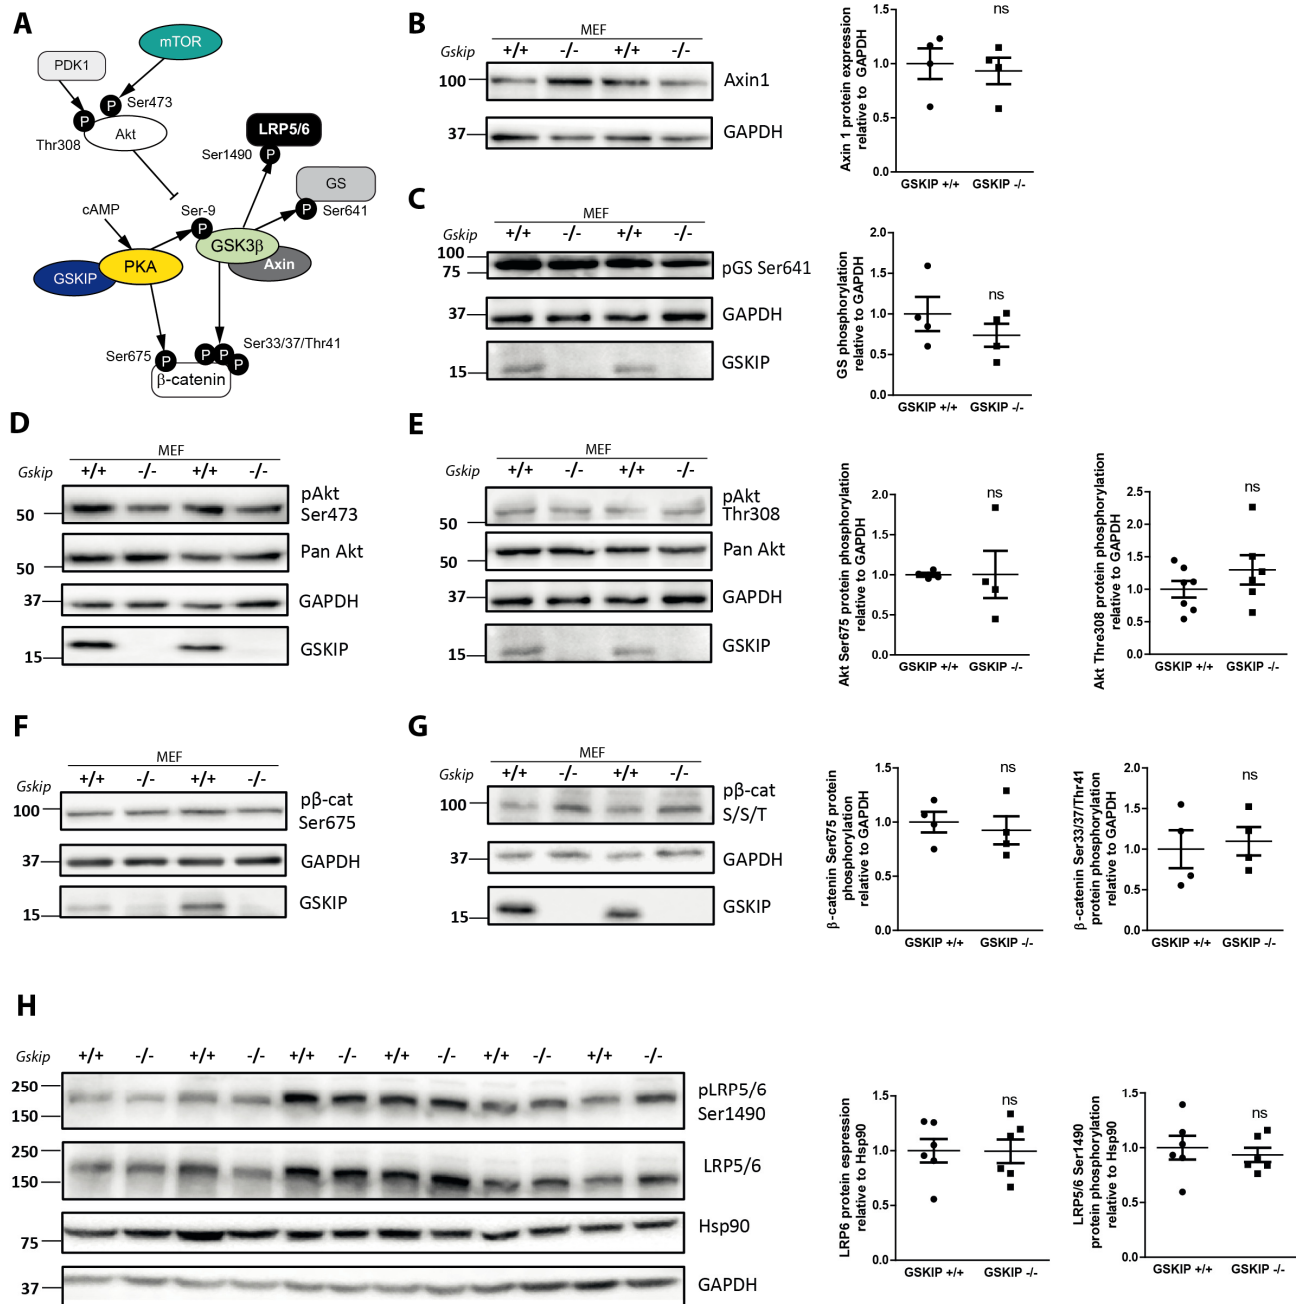 A
mTOR
PDK1
P
Ser473
P
Akt
Thr308
LRP5/6
Ser1490
P
GS
cAMP
Ser-9
P
Ser641
P
GSK3β
PKA
Axin
GSKIP
Ser33/37/Thr41
Ser675
P
P
P
P
β-catenin
B
MEF
Gskip
+/+
-/-
+/+
-/-
100
Axin1
37
GAPDH
Axin 1 protein expression
relative to GAPDH
1.5
1.0
0.5
0.0
ns
GSKIP +/+
GSKIP -/-
C
MEF
Gskip
+/+
-/-
+/+
-/-
100
75
pGS Ser641
37
GAPDH
15
GSKIP
GS phosphorylation
relative to GAPDH
2.0
1.5
1.0
0.5
0.0
ns
GSKIP +/+
GSKIP -/-
D
MEF
Gskip
+/+
-/-
+/+
-/-
pAkt
Ser473
50
Pan Akt
50
GAPDH
37
GSKIP
15
E
MEF
Gskip
+/+
-/-
+/+
-/-
pAkt
Thr308
50
Pan Akt
50
GAPDH
37
GSKIP
15
Akt Ser675 protein phosphorylation
relative to GAPDH
2.0
1.5
1.0
0.5
0.0
ns
GSKIP +/+
GSKIP -/-
Akt Thre308 protein phosphorylation
relative to GAPDH
2.5
2.0
1.5
1.0
0.5
0.0
ns
GSKIP +/+
GSKIP -/-
F
MEF
Gskip
+/+
-/-
+/+
-/-
100
pβ-cat
Ser675
37
GAPDH
15
GSKIP
G
MEF
Gskip
+/+
-/-
+/+
-/-
100
pβ-cat
S/S/T
37
GAPDH
15
GSKIP
β-catenin Ser675 protein
phosphorylation
relative to GAPDH
1.5
1.0
0.5
0.0
ns
GSKIP +/+
GSKIP -/-
β-catenin Ser33/37/Thr41
protein phosphorylation
relative to GAPDH
2.0
1.5
1.0
0.5
0.0
ns
GSKIP +/+
GSKIP -/-
H
Gskip
+/+
-/-
+/+
-/-
+/+
-/-
+/+
-/-
+/+
-/-
+/+
-/-
250
150
pLRP5/6
Ser1490
250
150
LRP5/6
75
Hsp90
37
GAPDH
LRP6 protein espression
relative to Hsp90
1.5
1.0
0.5
0.0
ns
GSKIP +/+
GSKIP -/-
LRP5/6 Ser1490
protein phosphorylation
relative to Hsp90
1.5
1.0
0.5
0.0
ns
GSKIP +/+
GSKIP -/-